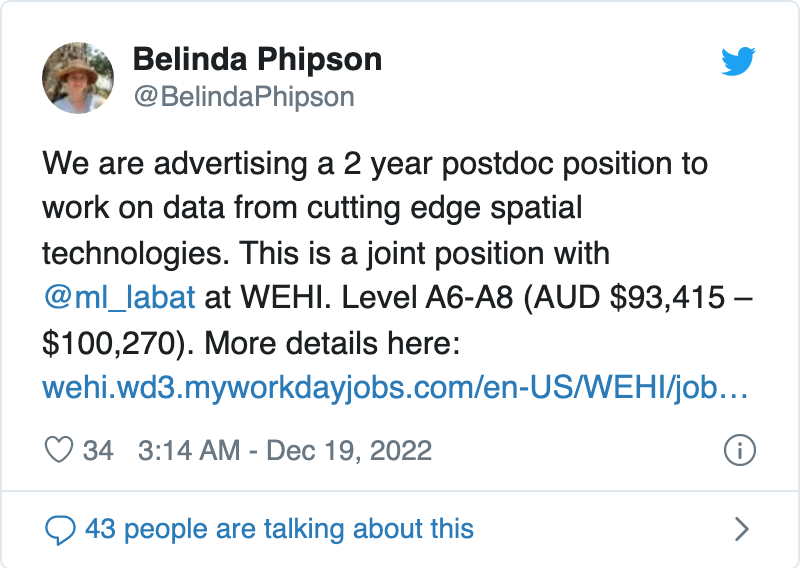 Belinda Phipson
@BelindaPhipson
We are advertising a 2 year postdoc position to
work on data from cutting edge spatial
technologies. This is a joint position with
@ml_labat at WEHI. Level A6-A8 (AUD $93,415 –
$100,270). More details here:
wehi.wd3.myworkdayjobs.com/en-US/WEHI/job…
34 3:14 AM - Dec 19, 2022
43 people are talking about this